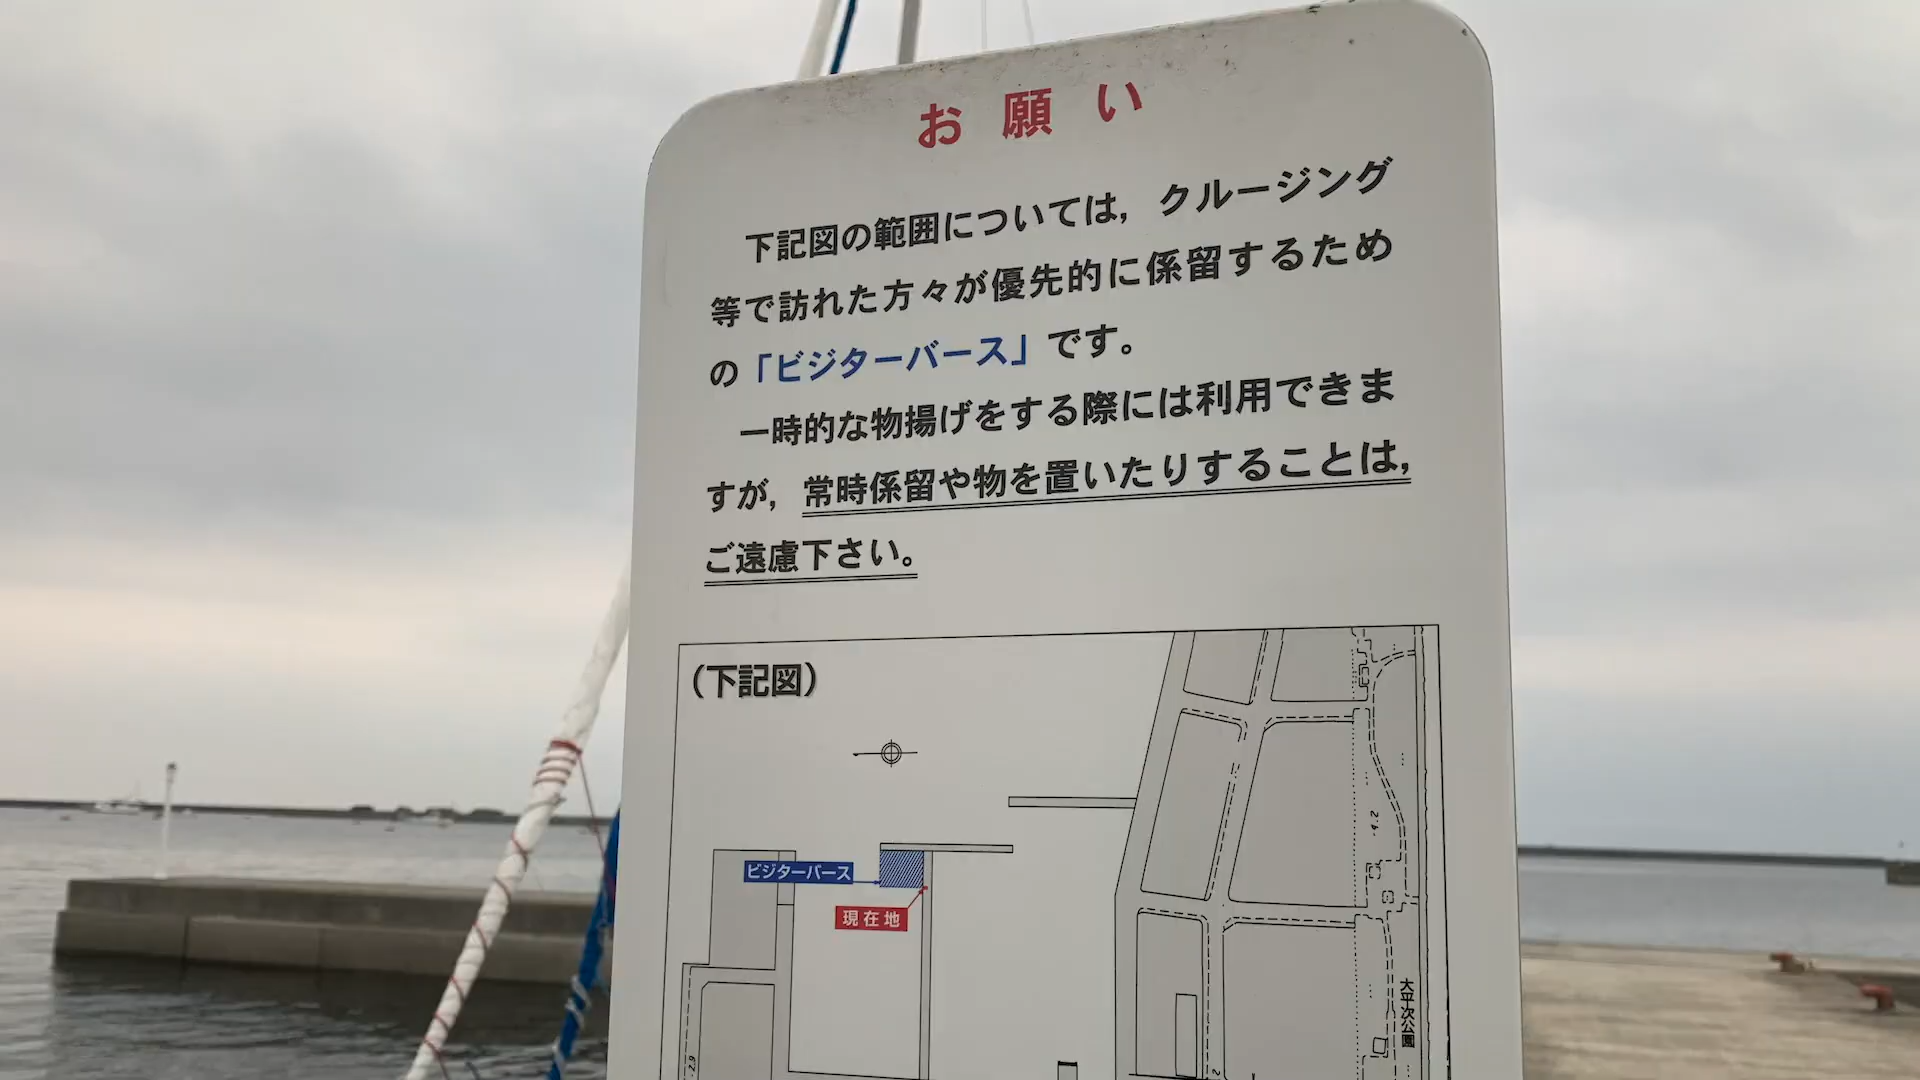 お願い
下記図の範囲については，クルージング
等で訪れた方々が優先的に係留するため
の「ビジターバース」です。
一時的な物揚げをする際には利用できま
すが，常時係留や物を置いたりすることは，
ご遠慮下さい。
（下記図）
ビジターバース
現在地
-4.2
大平次公園
-2.9